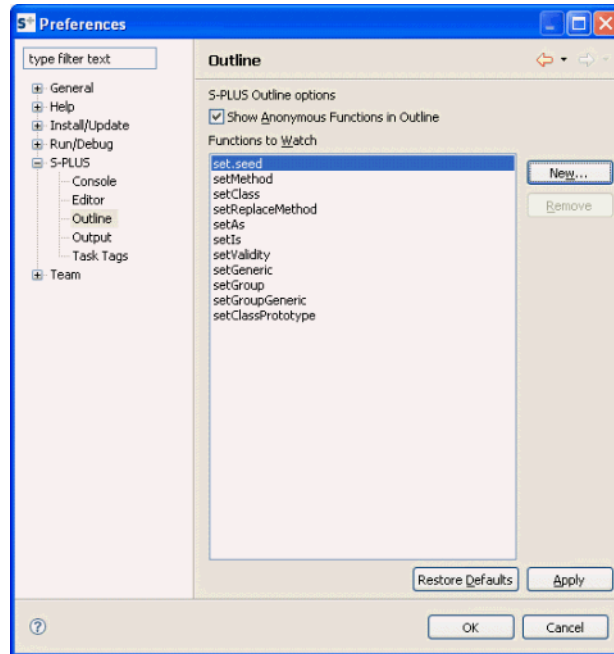 S+ Preferences
type filter text
General
Help
Install/Update
Run/Debug
S-PLUS
Console
Editor
Outline
Output
Task Tags
Team
Outline
S-PLUS Outline options
Show Anonymous Functions in Outline
Functions to Watch
set.seed
setMethod
setClass
setReplaceMethod
setAs
setIs
setValidity
setGeneric
setGroup
setGroupGeneric
setClassPrototype
New...
Remove
Restore Defaults
Apply
?
OK
Cancel